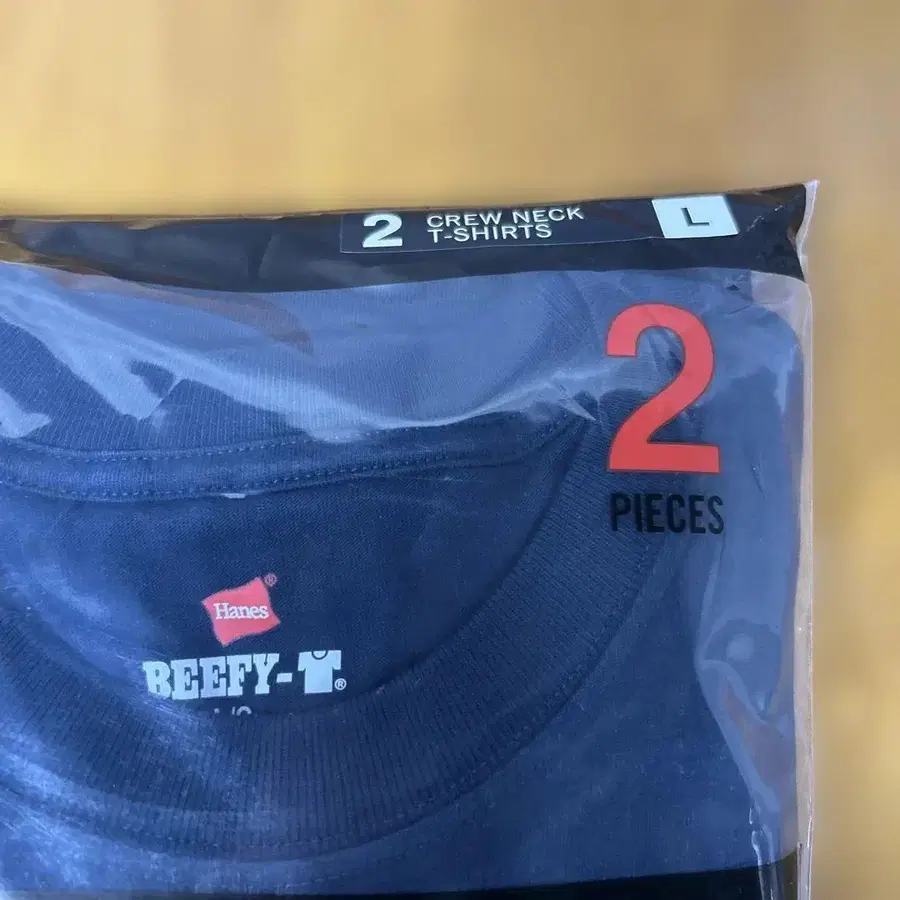 2 CREW NECK
T-SHIRTS
L
2
PIECES
Hanes®
BEEFY-T®